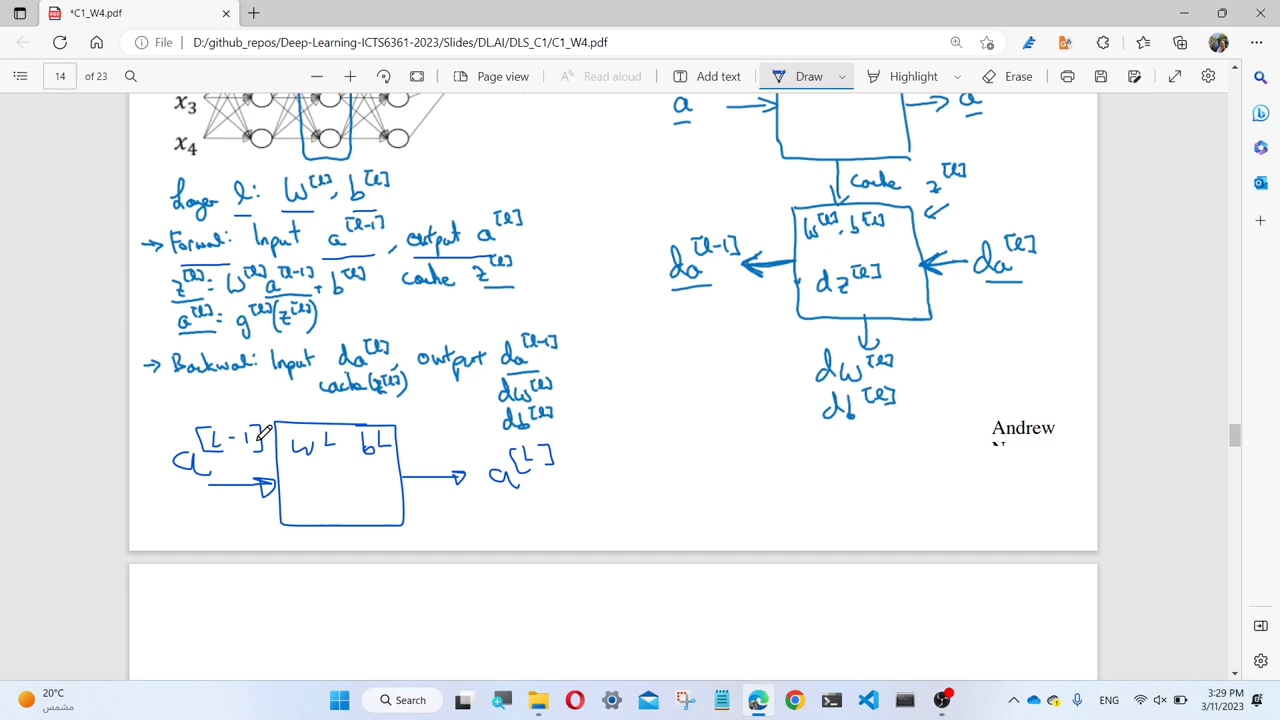 *C1_W4.pdf
File D:/github_repos/Deep-Learning-ICTS6361-2023/Slides/DL.AI/DLS_C1/C1_W4.pdf
14 of 23 Page view Read aloud Add text Draw Highlight Erase
x₃
x₄
a a
cache z^[l]
Layer l: W^[l], b^[l]
→ Forward: Input a^[l-1], output a^[l]
z^[l] = W^[l] a^[l-1] + b^[l] cache z^[l]
a^[l] = g^[l](z^[l])
w^[l], b^[l]
da^[l-1] dz^[l] da^[l]
dW^[l]
db^[l]
→ Backward: Input da^[l], output da^[l-1]
cache(z^[l]) dW^[l]
db^[l]
Andrew
a^[L-1] w^L b^L a^[L]
20°C
مشمس
Search
ENG
3:29 PM
3/11/2023